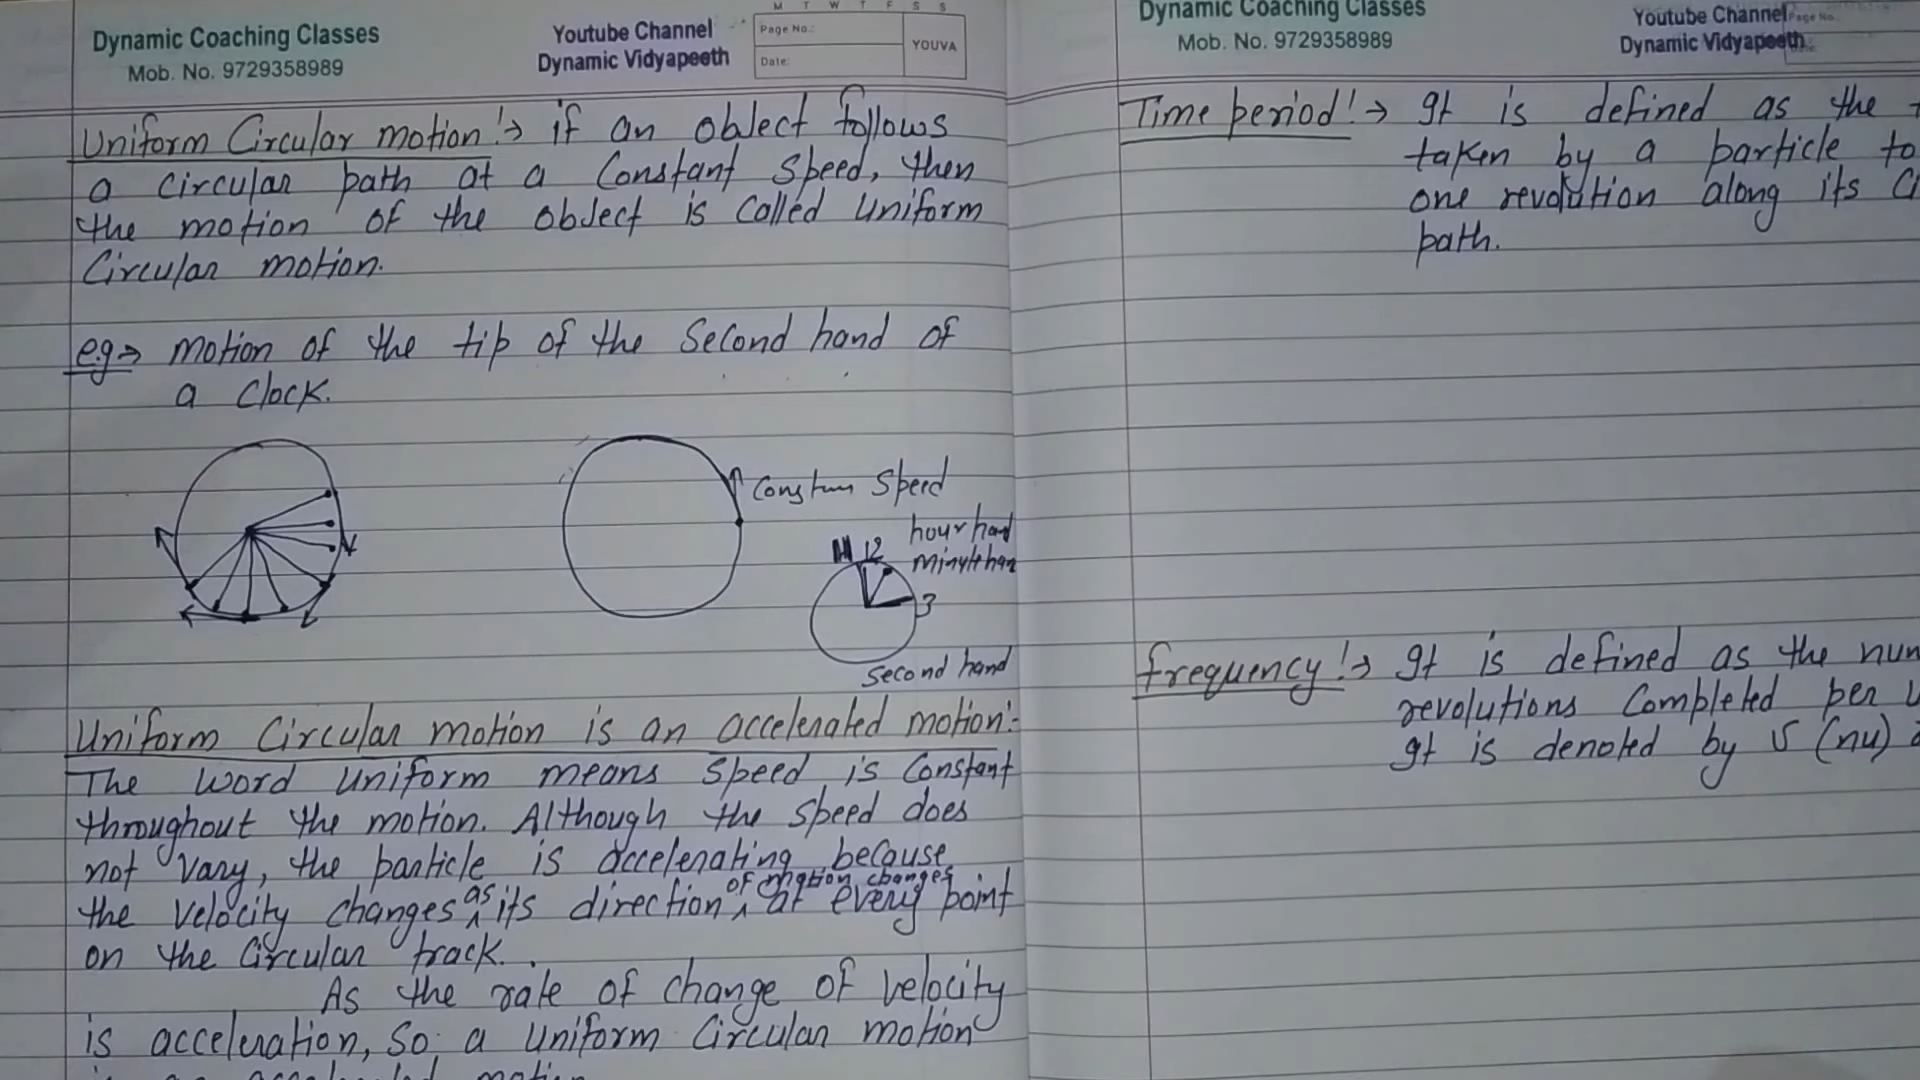 M T W T F S S
Dynamic Coaching Classes
Mob. No. 9729358989
Youtube Channel
Dynamic Vidyapeeth
Page No.:
Date:
YOUVA
Uniform Circular motion!→ if an object follows
a circular path at a constant speed, then
the motion of the object is called uniform
Circular motion.
e.g→ motion of the tip of the second hand of
a clock.
Speed
12
hour hand
3
second hand
Uniform Circular motion is an accelerated motion:-
The word uniform means speed is constant
throughout the motion. Although the speed does
not vary, the particle is accelerating because
the velocity changes as its direction of motion changes at every point
on the circular track.
As the rate of change of velocity
is acceleration, So a uniform circular motion
motion
Dynamic Coaching Classes
Mob. No. 9729358989
Youtube Channel
Dynamic Vidyapeeth
Page No.
Time period!→ It is defined as the
taken by a particle to
one revolution along its
path.
frequency!→ It is defined as the
revolutions completed per
It is denoted by υ (nu)